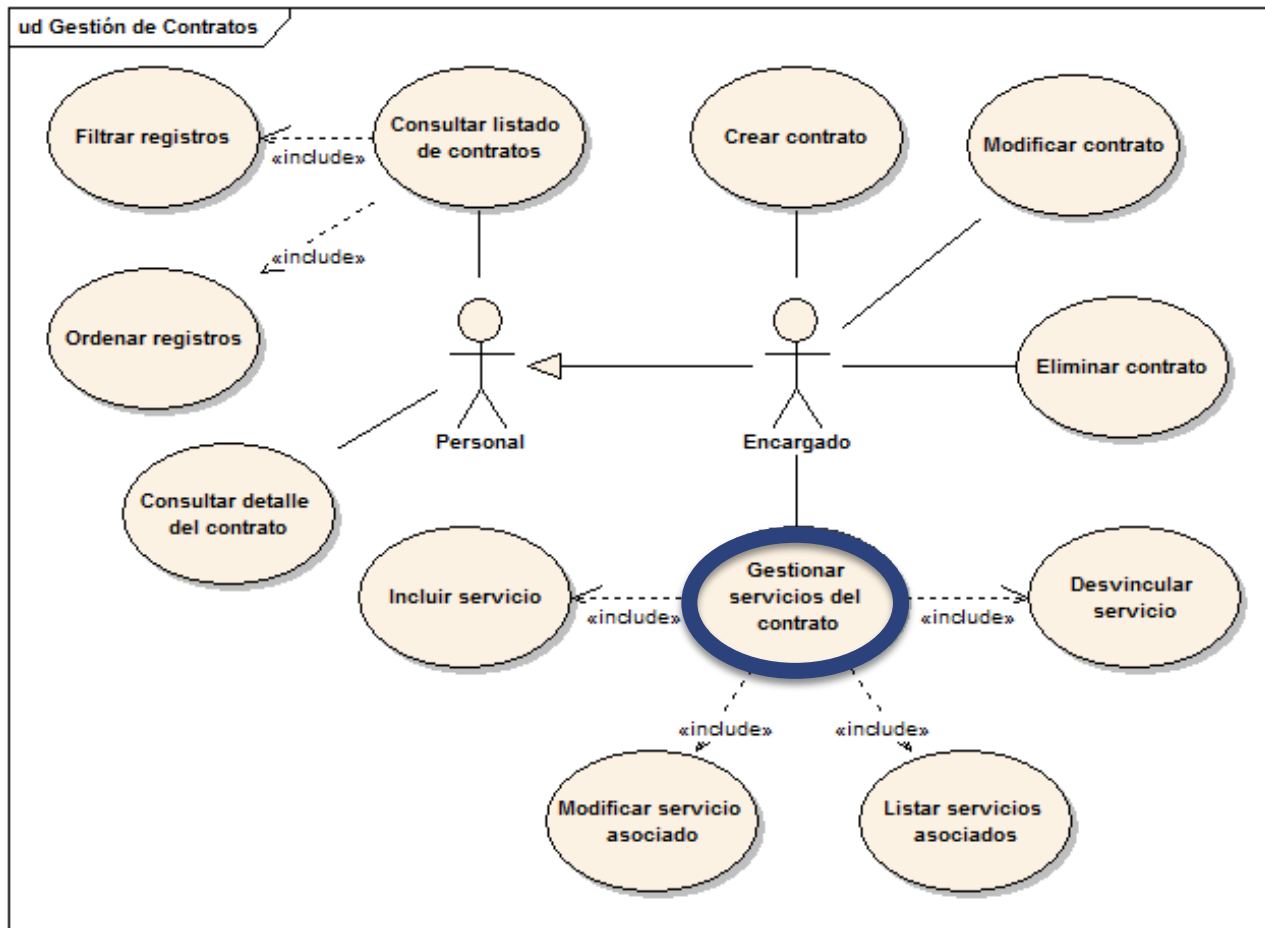 ud Gestión de Contratos
Filtrar registros
«include»
Consultar listado
de contratos
Crear contrato
Modificar contrato
«include»
Ordenar registros
Eliminar contrato
Personal
Encargado
Consultar detalle
del contrato
Incluir servicio
«include»
Gestionar
servicios del
contrato
«include»
Desvincular
servicio
«include»
«include»
Modificar servicio
asociado
Listar servicios
asociados